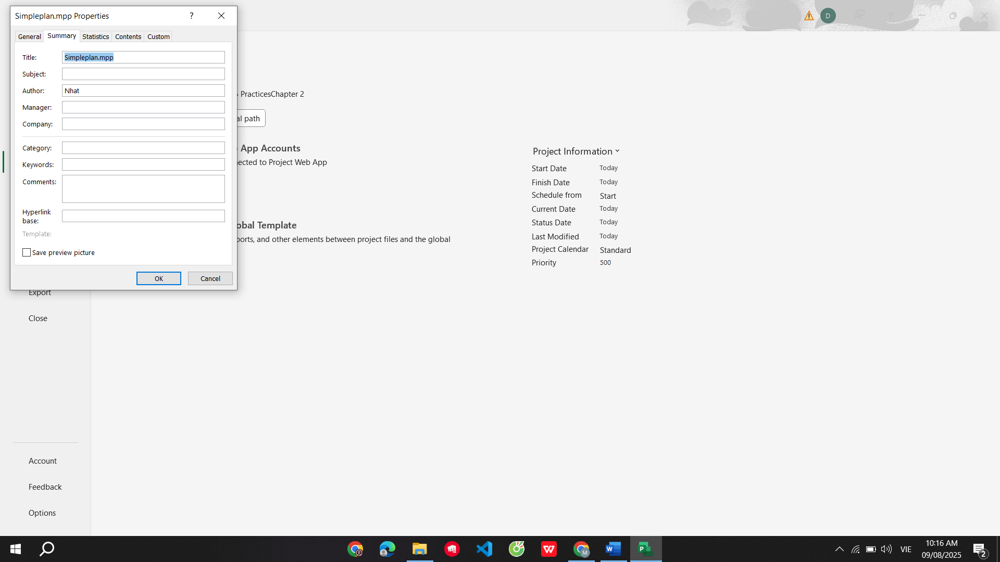 Simpleplan.mpp Properties
?
D
?
General
Summary
Statistics
Contents
Custom
Title:
Simpleplan.mpp
Subject:
Author:
Nhat
Manager:
Company:
Category:
Keywords:
Comments:
Hyperlink
base:
Template:
Save preview picture
OK
Cancel
» PracticesChapter 2
al path
App Accounts
ected to Project Web App
obal Template
ports, and other elements between project files and the global
Project Information
Start Date Today
Finish Date Today
Schedule from Start
Current Date Today
Status Date Today
Last Modified Today
Project Calendar Standard
Priority 500
Export
Close
Account
Feedback
Options
M
W
P
VIE
10:16 AM
09/08/2025
2